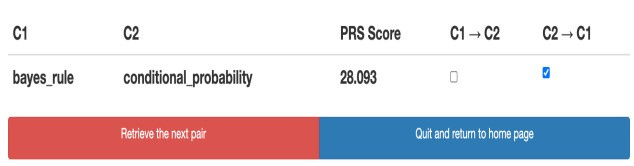 C1 C2 PRS Score C1 → C2 C2 → C1
bayes_rule conditional_probability 28.093
Retrieve the next pair Quit and return to home page